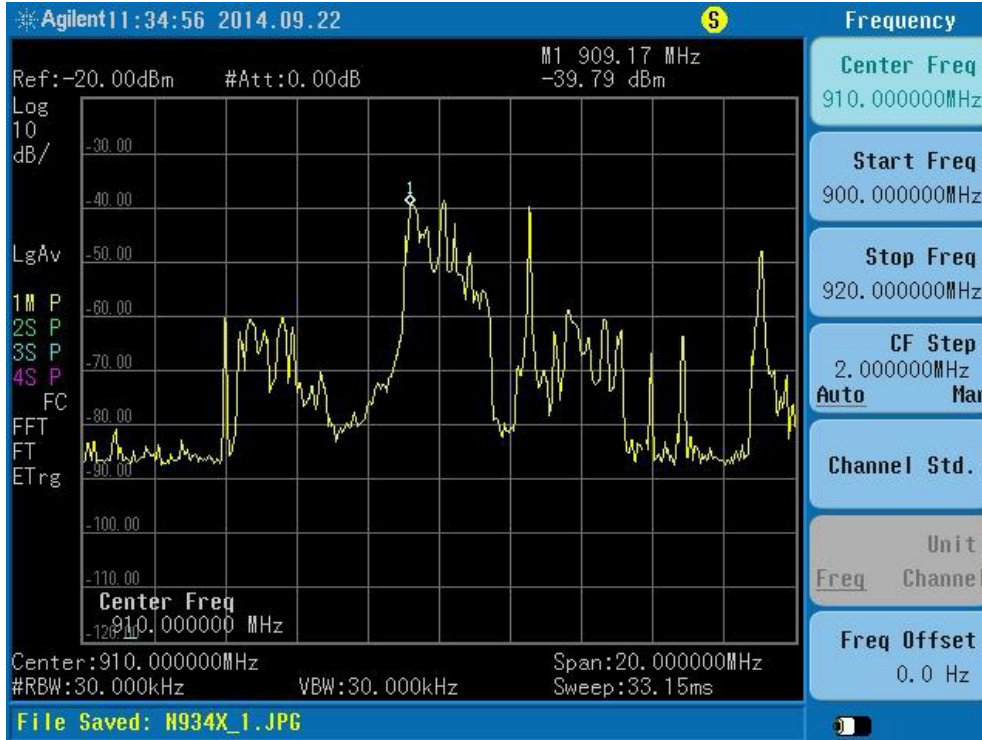 Agilent 11:34:56 2014.09.22
S
Frequency
M1 909.17 MHz
Ref:-20.00dBm #Att:0.00dB -39.79 dBm
Log
10
dB/
-30.00
1
-40.00
LgAv
-50.00
1M P
-60.00
2S P
3S P
-70.00
4S P
FC
-80.00
FFT
FT
-90.00
ETrg
-100.00
-110.00
Center Freq
-120.00
910.000000 MHz
Center:910.000000MHz Span:20.000000MHz
#RBW:30.000kHz VBW:30.000kHz Sweep:33.15ms
File Saved: N934X_1.JPG
Center Freq
910.000000MHz
Start Freq
900.000000MHz
Stop Freq
920.000000MHz
CF Step
2.000000MHz
Auto Man
Channel Std.
Unit
Freq Channel
Freq Offset
0.0 Hz